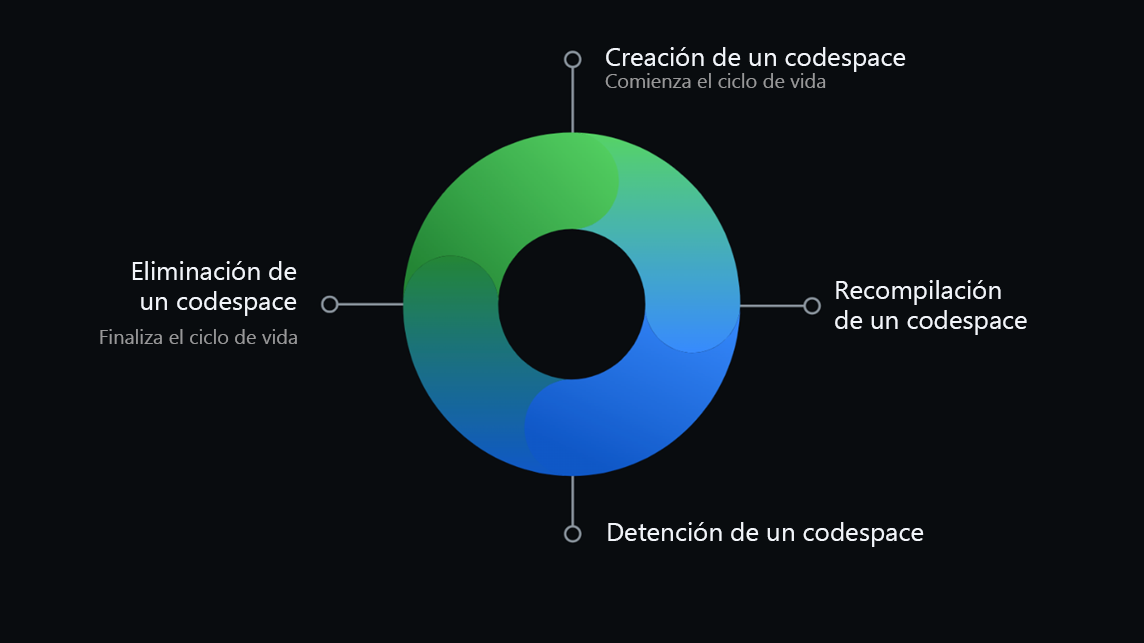 Creación de un codespace
Comienza el ciclo de vida
Eliminación de
un codespace
Finaliza el ciclo de vida
Recompilación
de un codespace
Detención de un codespace